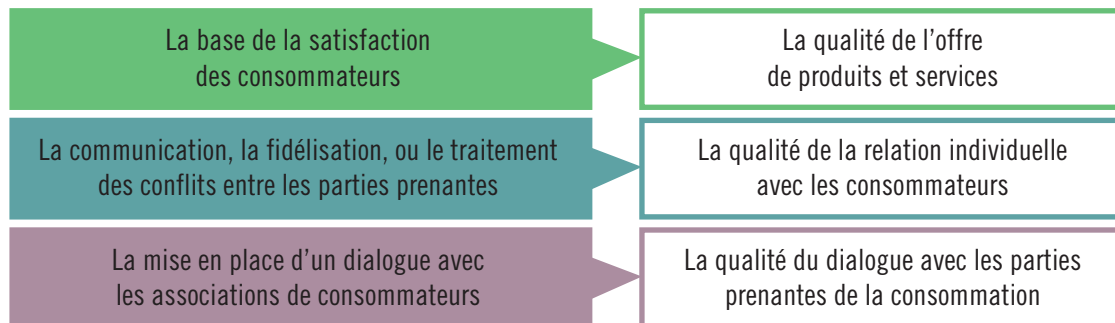 La base de la satisfaction
des consommateurs
La qualité de l’offre
de produits et services
La communication, la fidélisation, ou le traitement
des conflits entre les parties prenantes
La qualité de la relation individuelle
avec les consommateurs
La mise en place d’un dialogue avec
les associations de consommateurs
La qualité du dialogue avec les parties
prenantes de la consommation